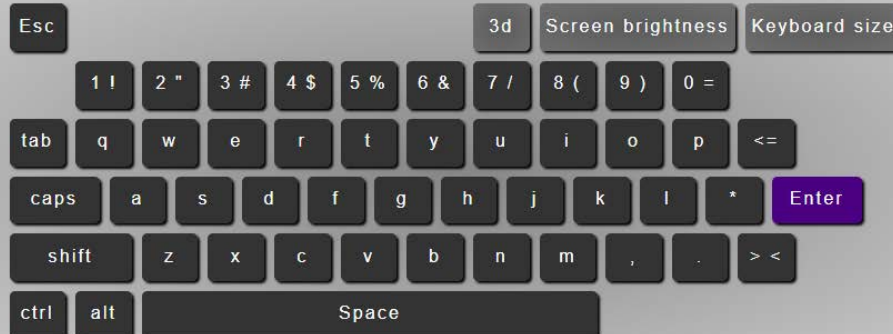 Esc 3d Screen brightness Keyboard size
1 ! 2 " 3 # 4 $ 5 % 6 & 7 / 8 ( 9 ) 0 =
tab q w e r t y u i o p <=
caps a s d f g h j k l * Enter
shift z x c v b n m , . > <
ctrl alt Space